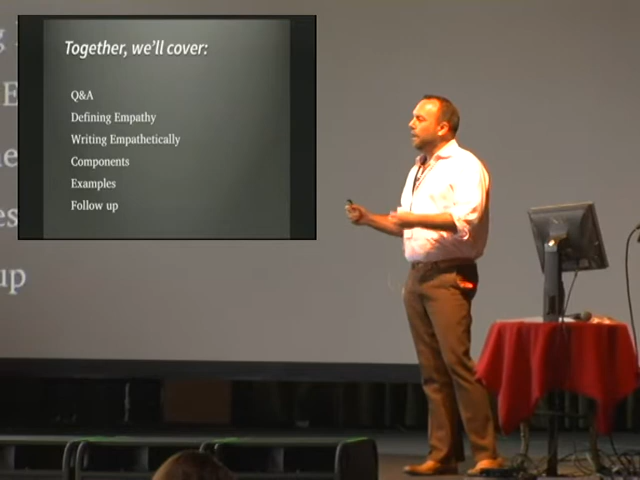 Together, we'll cover:
Q&A
Defining Empathy
Writing Empathetically
Components
Examples
Follow up
up